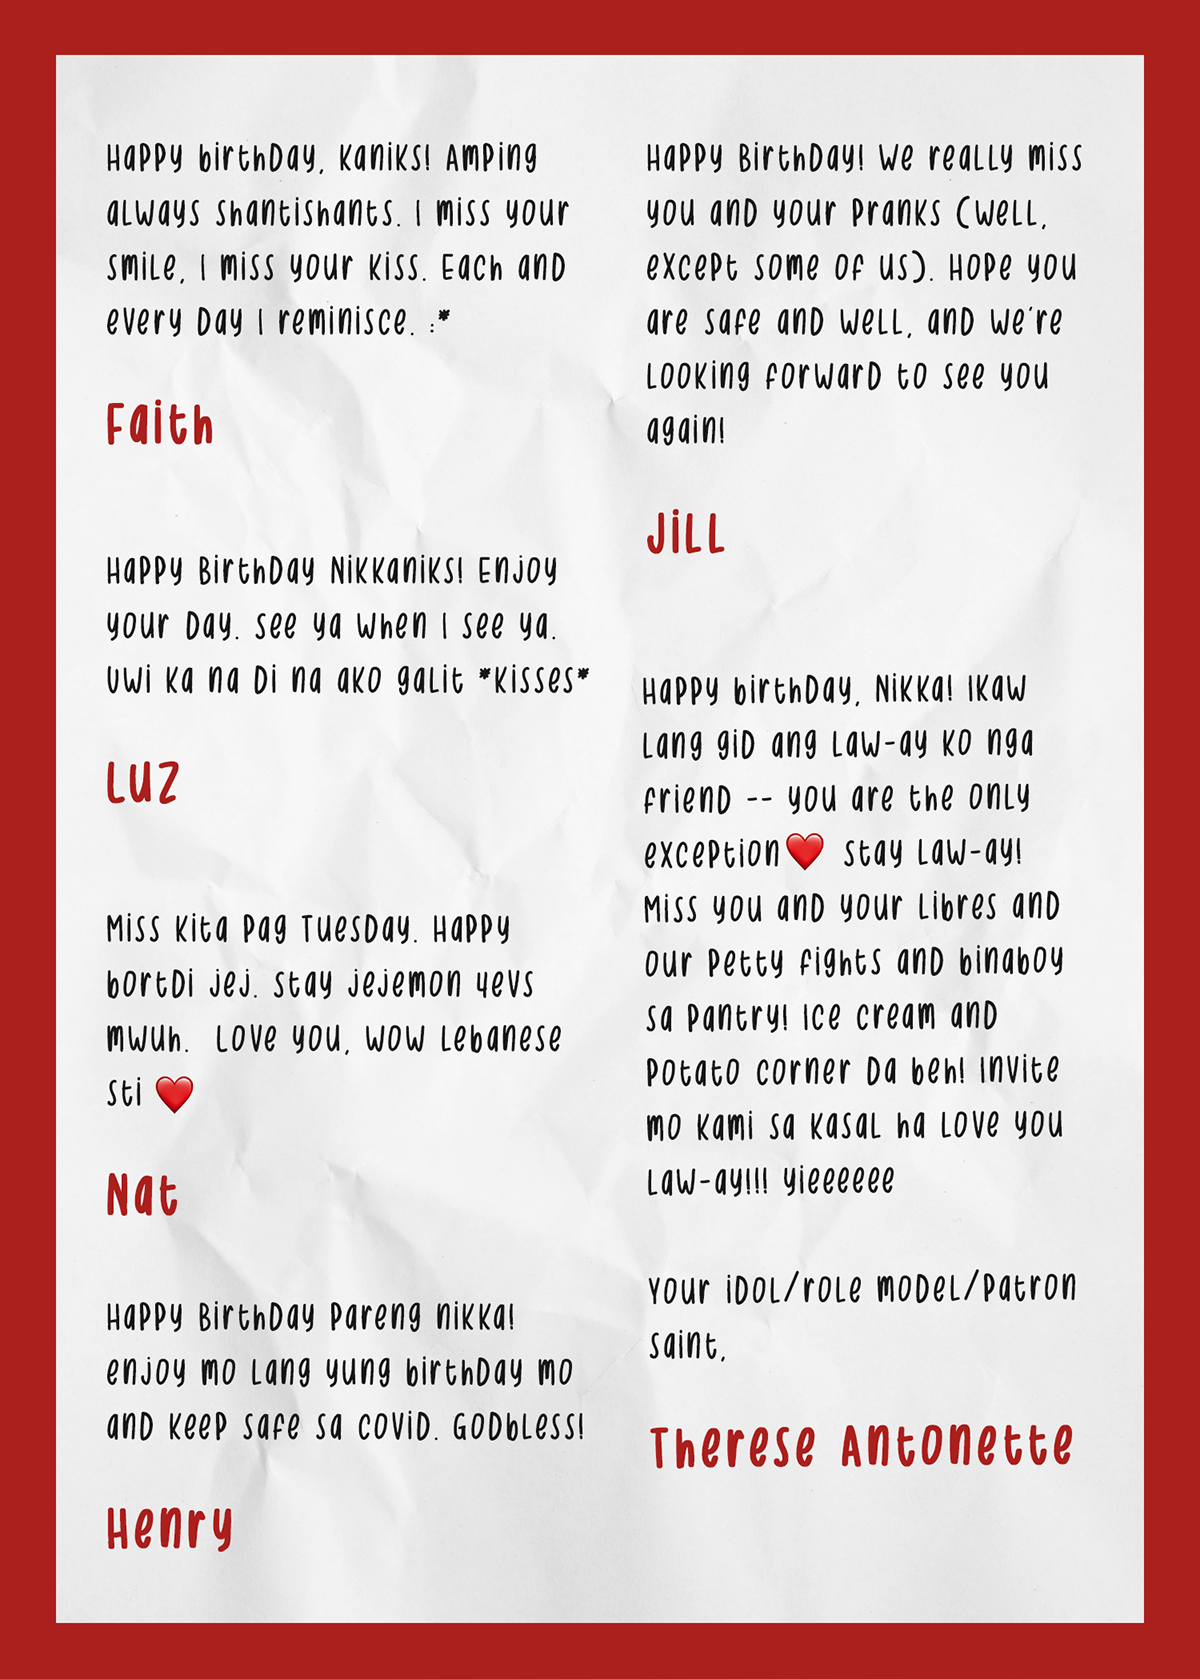 Happy birthday, Kaniks! Amping
always shantishants. I miss your
smile, I miss your kiss. Each and
every day I reminisce. :*
Faith
Happy Birthday Nikkaniks! Enjoy
your day. see ya when I see ya.
Uwi ka na di na ako galit *kisses*
Luz
Miss kita pag Tuesday. Happy
bortdi jej. stay jejemon 4evs
mwuh. Love you, wow Lebanese
sti ❤️
Nat
Happy Birthday pareng nikka!
enjoy mo lang yung birthday mo
and keep safe sa covid. Godbless!
Henry
Happy Birthday! We really miss
you and your pranks (well,
except some of us). Hope you
are safe and well, and we're
looking forward to see you
again!
Jill
Happy birthday, Nikka! Ikaw
lang gid ang law-ay ko nga
friend -- you are the only
exception❤️ stay law-ay!
Miss you and your libres and
our petty fights and binaboy
sa pantry! Ice cream and
potato corner da beh! Invite
mo kami sa kasal ha love you
law-ay!!! yieeeeee
Your idol/role model/patron
saint,
Therese Antonette